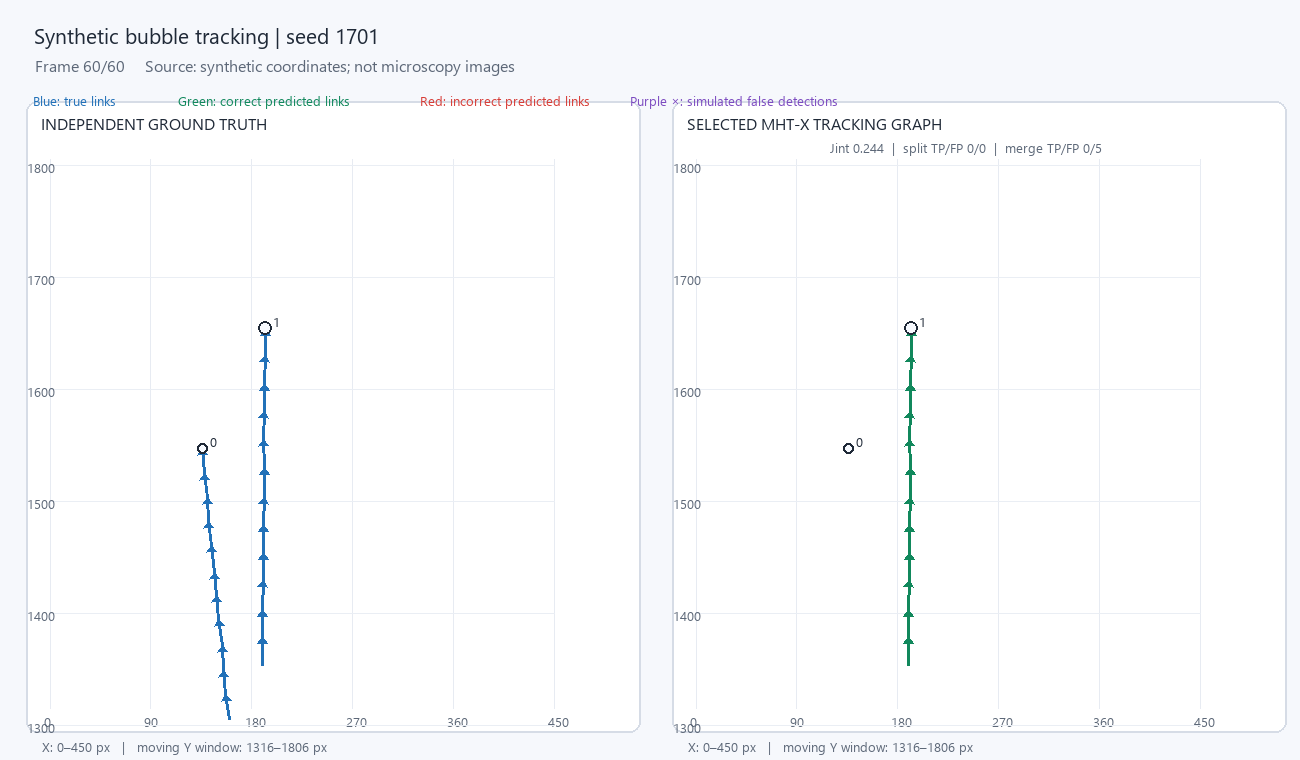 Synthetic bubble tracking | seed 1701
Frame 60/60 Source: synthetic coordinates; not microscopy images
Blue: true links Green: correct predicted links Red: incorrect predicted links Purple ×: simulated false detections
INDEPENDENT GROUND TRUTH
1800
1700
1
1600
0
1500
1400
1300
0 90 180 270 360 450
X: 0–450 px | moving Y window: 1316–1806 px
SELECTED MHT-X TRACKING GRAPH
Jint 0.244 | split TP/FP 0/0 | merge TP/FP 0/5
1800
1700
1
1600
0
1500
1400
1300
0 90 180 270 360 450
X: 0–450 px | moving Y window: 1316–1806 px